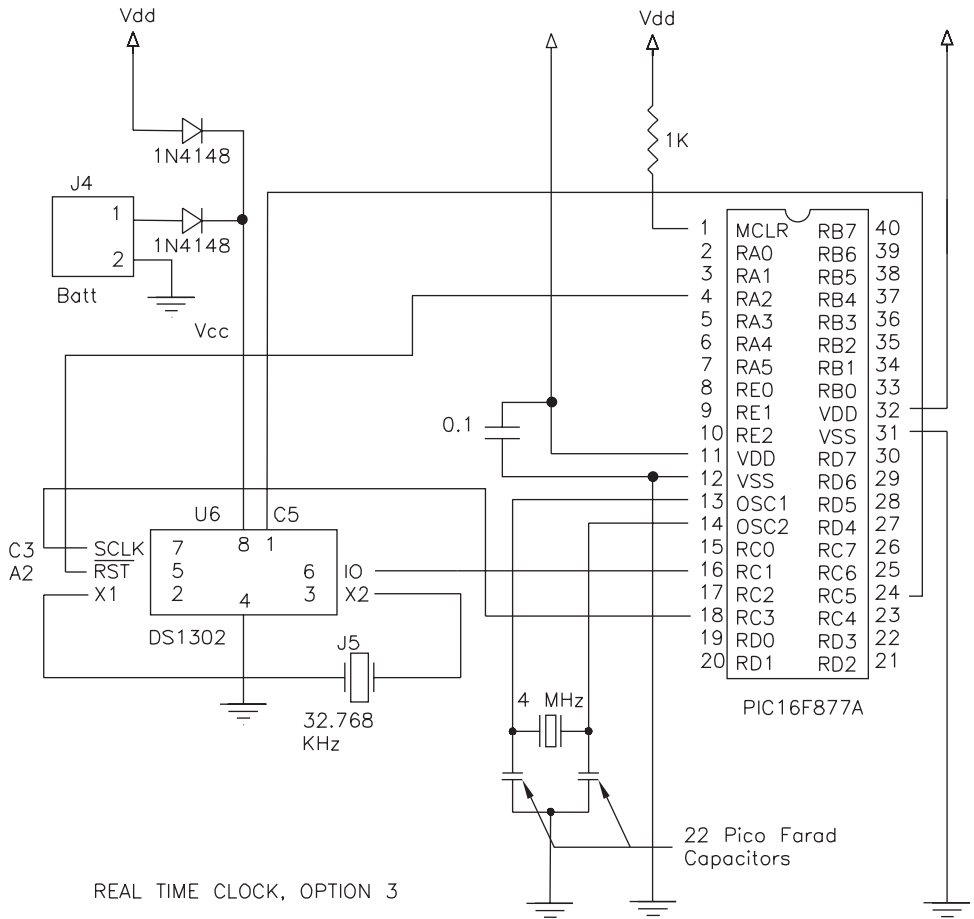 Vdd
Vdd
1N4148
1K
J4
1
2
1N4148
Batt
Vcc
0.1
1 MCLR RB7 40
2 RA0 RB6 39
3 RA1 RB5 38
4 RA2 RB4 37
5 RA3 RB3 36
6 RA4 RB2 35
7 RA5 RB1 34
8 RE0 RB0 33
9 RE1 VDD 32
10 RE2 VSS 31
11 VDD RD7 30
12 VSS RD6 29
13 OSC1 RD5 28
14 OSC2 RD4 27
15 RC0 RC7 26
16 RC1 RC6 25
17 RC2 RC5 24
18 RC3 RC4 23
19 RD0 RD3 22
20 RD1 RD2 21
PIC16F877A
U6 C5
C3 SCLK 7 8 1
A2 RST 5 6 IO
X1 2 4 3 X2
DS1302
J5
32.768
KHz
4 MHz
22 Pico Farad
Capacitors
REAL TIME CLOCK, OPTION 3